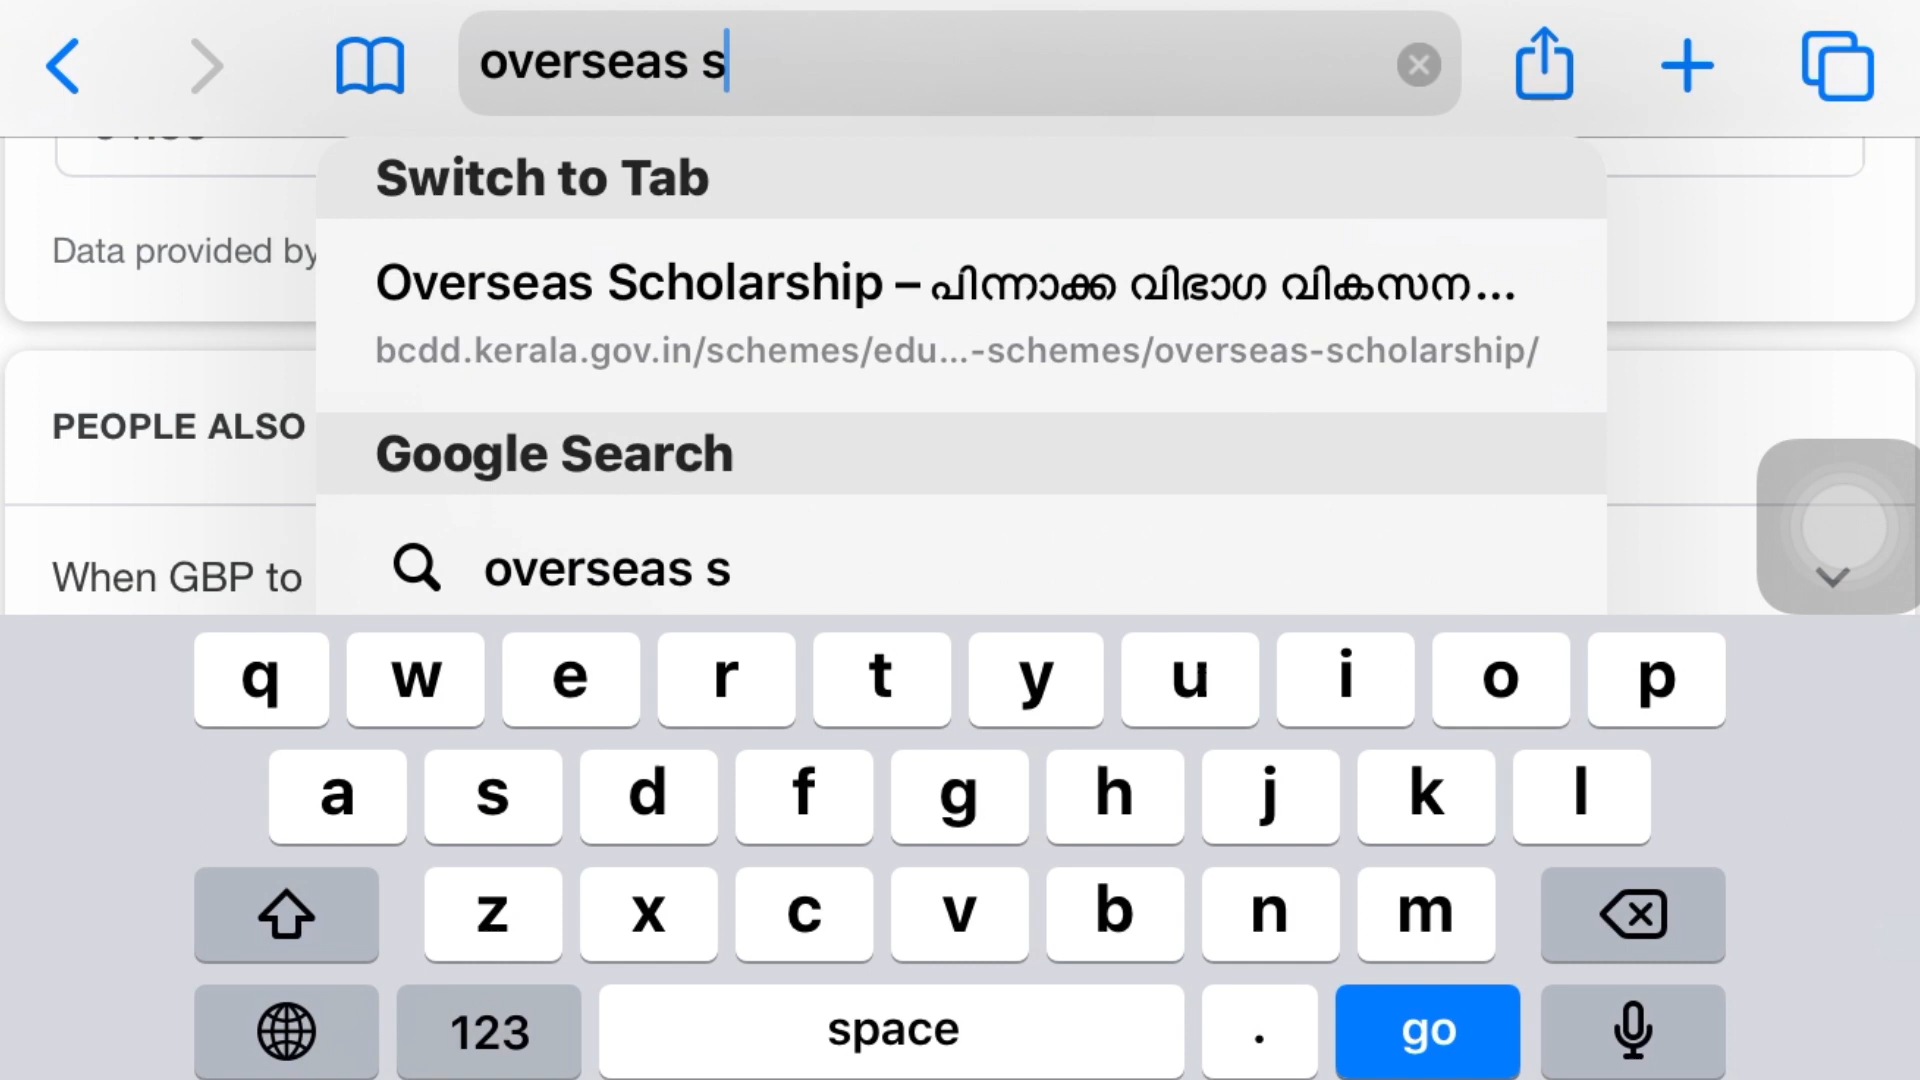 overseas s
Switch to Tab
Data provided by
Overseas Scholarship – പിന്നാക്ക വിഭാഗ വികസന...
bcdd.kerala.gov.in/schemes/edu...-schemes/overseas-scholarship/
PEOPLE ALSO
Google Search
When GBP to
overseas s
q w e r t y u i o p
a s d f g h j k l
z x c v b n m
123 space . go